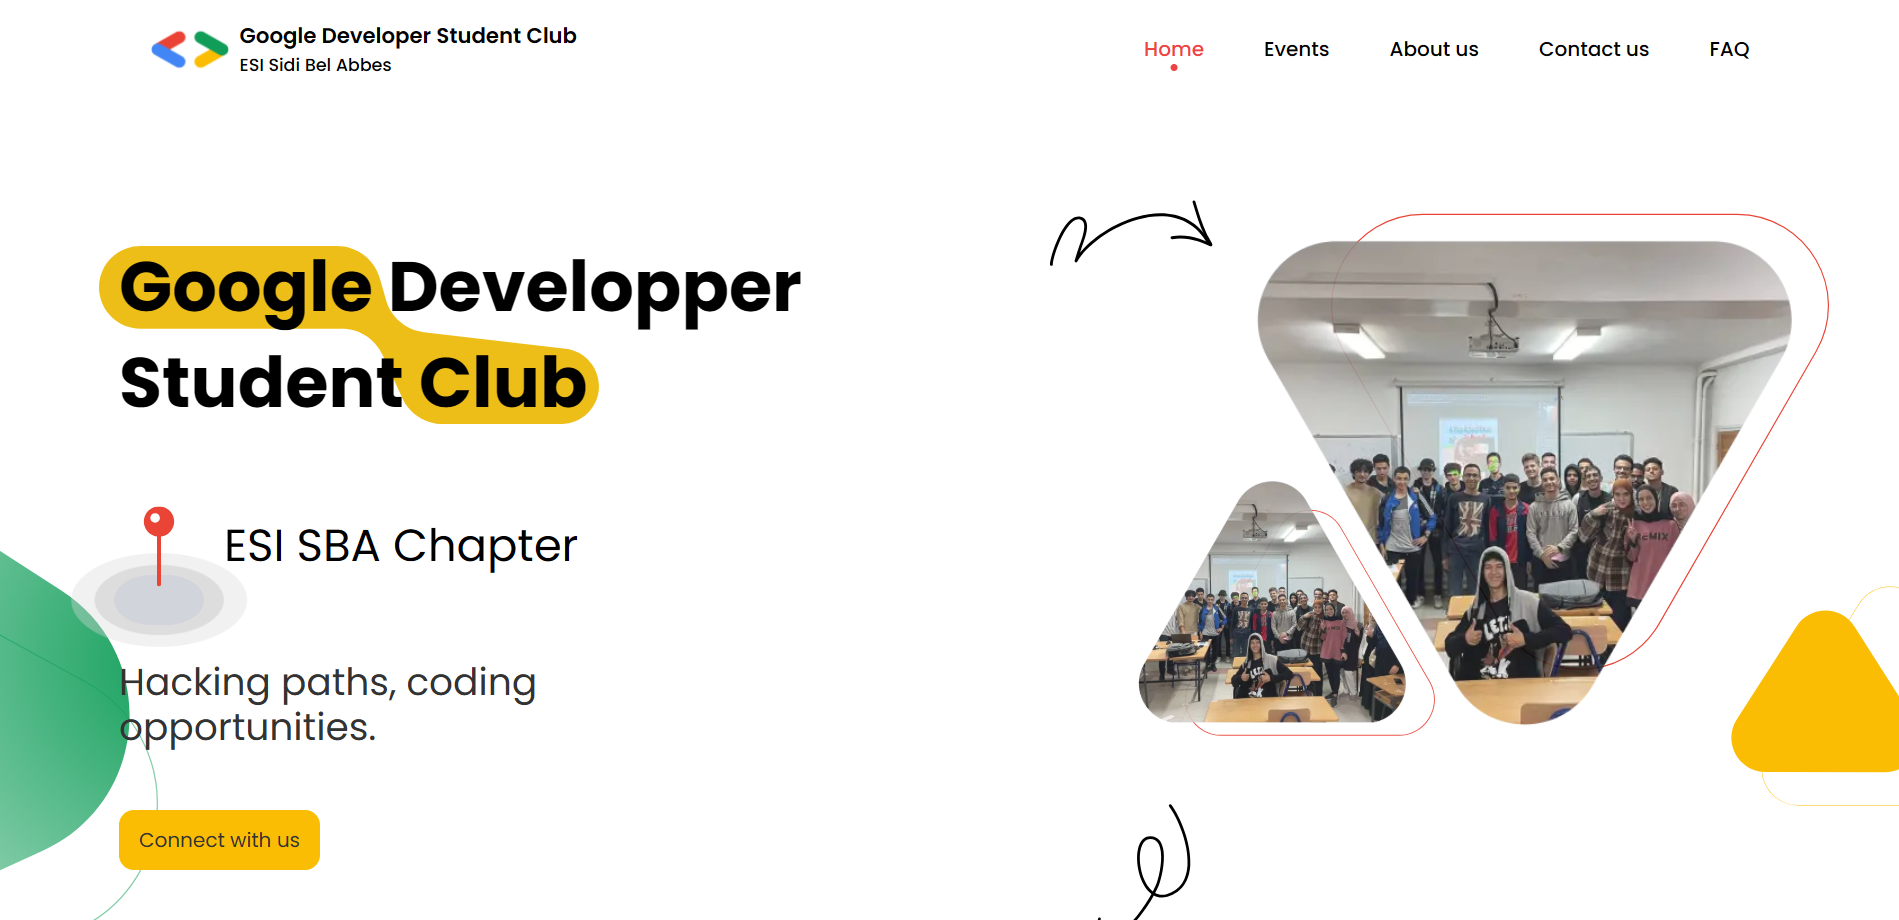 Google Developer Student Club
ESI Sidi Bel Abbes
Home
Events
About us
Contact us
FAQ
Google Developper
Student Club
ESI SBA Chapter
Hacking paths, coding
opportunities.
Connect with us